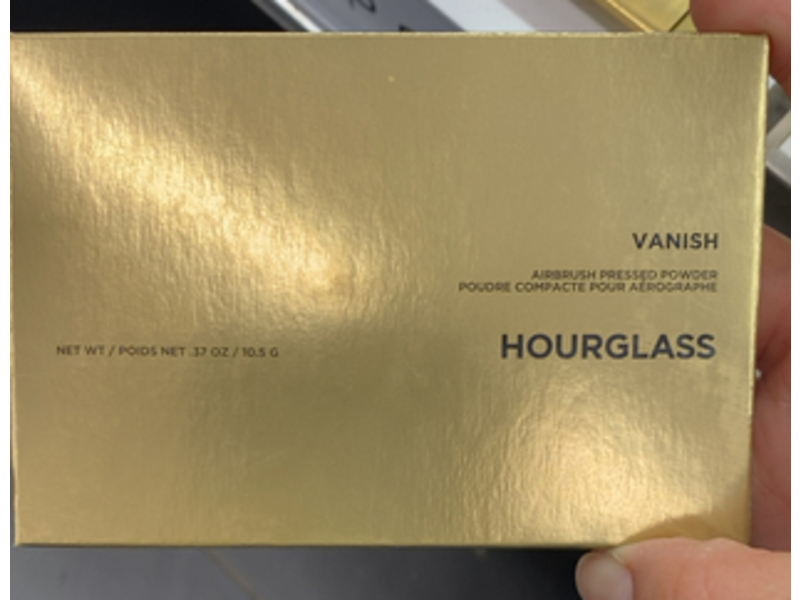 VANISH
AIRBRUSH PRESSED POWDER
POUDRE COMPACTE POUR AÉROGRAPHE
NET WT / POIDS NET .37 OZ / 10.5 G
HOURGLASS